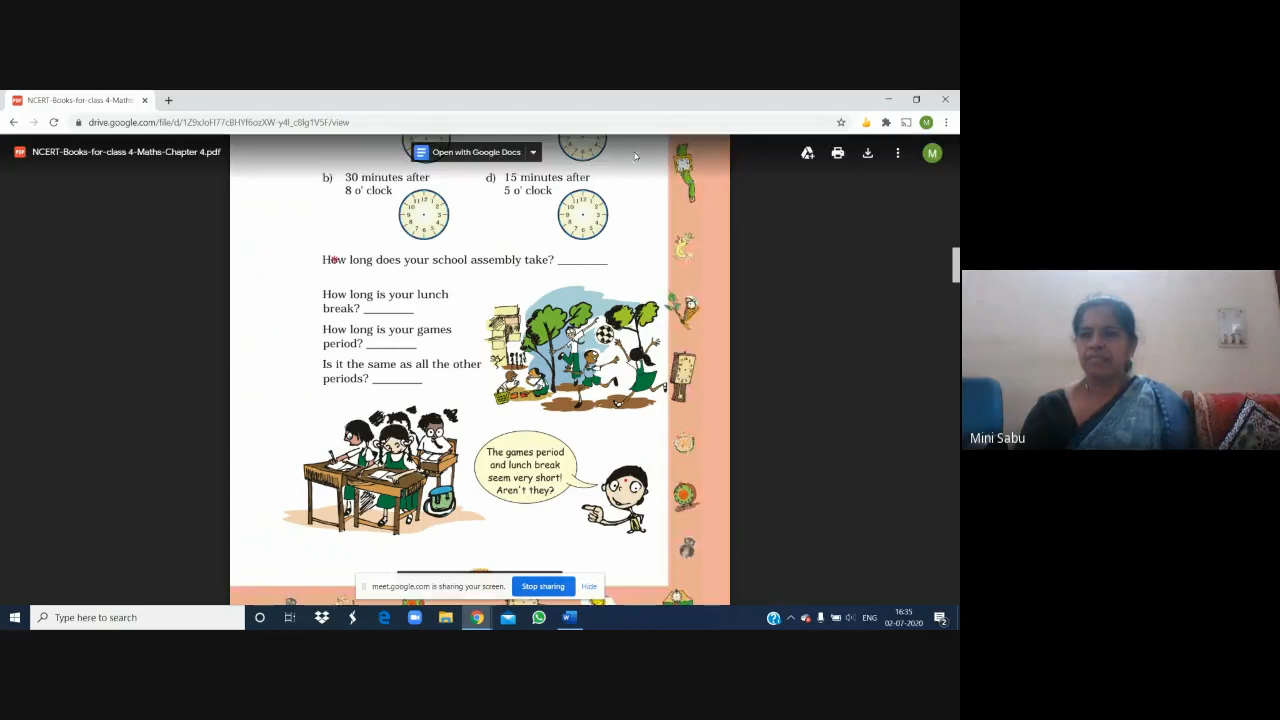 NCERT-Books-for class 4-Maths-
drive.google.com/file/d/1Z9xJoFI77cBHYf6ozXW-y4l_c8lg1V5F/view
NCERT-Books-for-class 4-Maths-Chapter 4.pdf
Open with Google Docs
M
M
b) 30 minutes after
8 o' clock
d) 15 minutes after
5 o' clock
How long does your school assembly take? ________
How long is your lunch
break? ________
How long is your games
period? ________
Is it the same as all the other
periods? ________
The games period
and lunch break
seem very short!
Aren't they?
meet.google.com is sharing your screen.
Stop sharing
Hide
Type here to search
ENG
16:35
02-07-2020
Mini Sabu